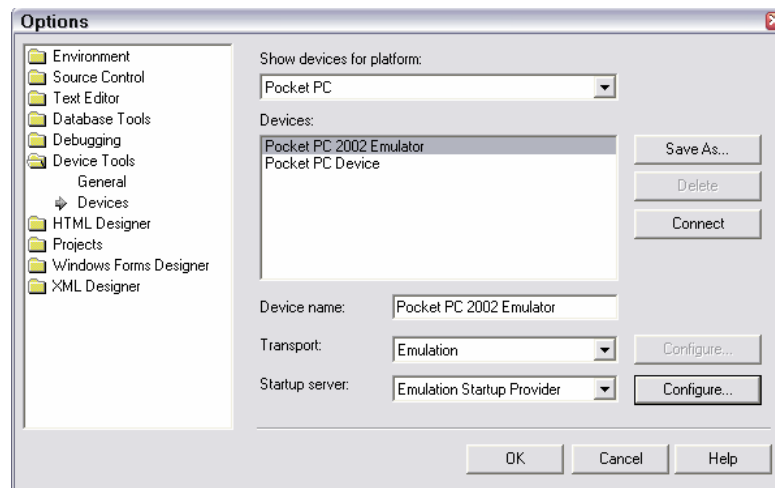 Options
Environment
Source Control
Text Editor
Database Tools
Debugging
Device Tools
General
Devices
HTML Designer
Projects
Windows Forms Designer
XML Designer
Show devices for platform:
Pocket PC
Devices:
Pocket PC 2002 Emulator
Pocket PC Device
Save As...
Delete
Connect
Device name:
Pocket PC 2002 Emulator
Transport:
Emulation
Configure...
Startup server:
Emulation Startup Provider
Configure...
OK
Cancel
Help